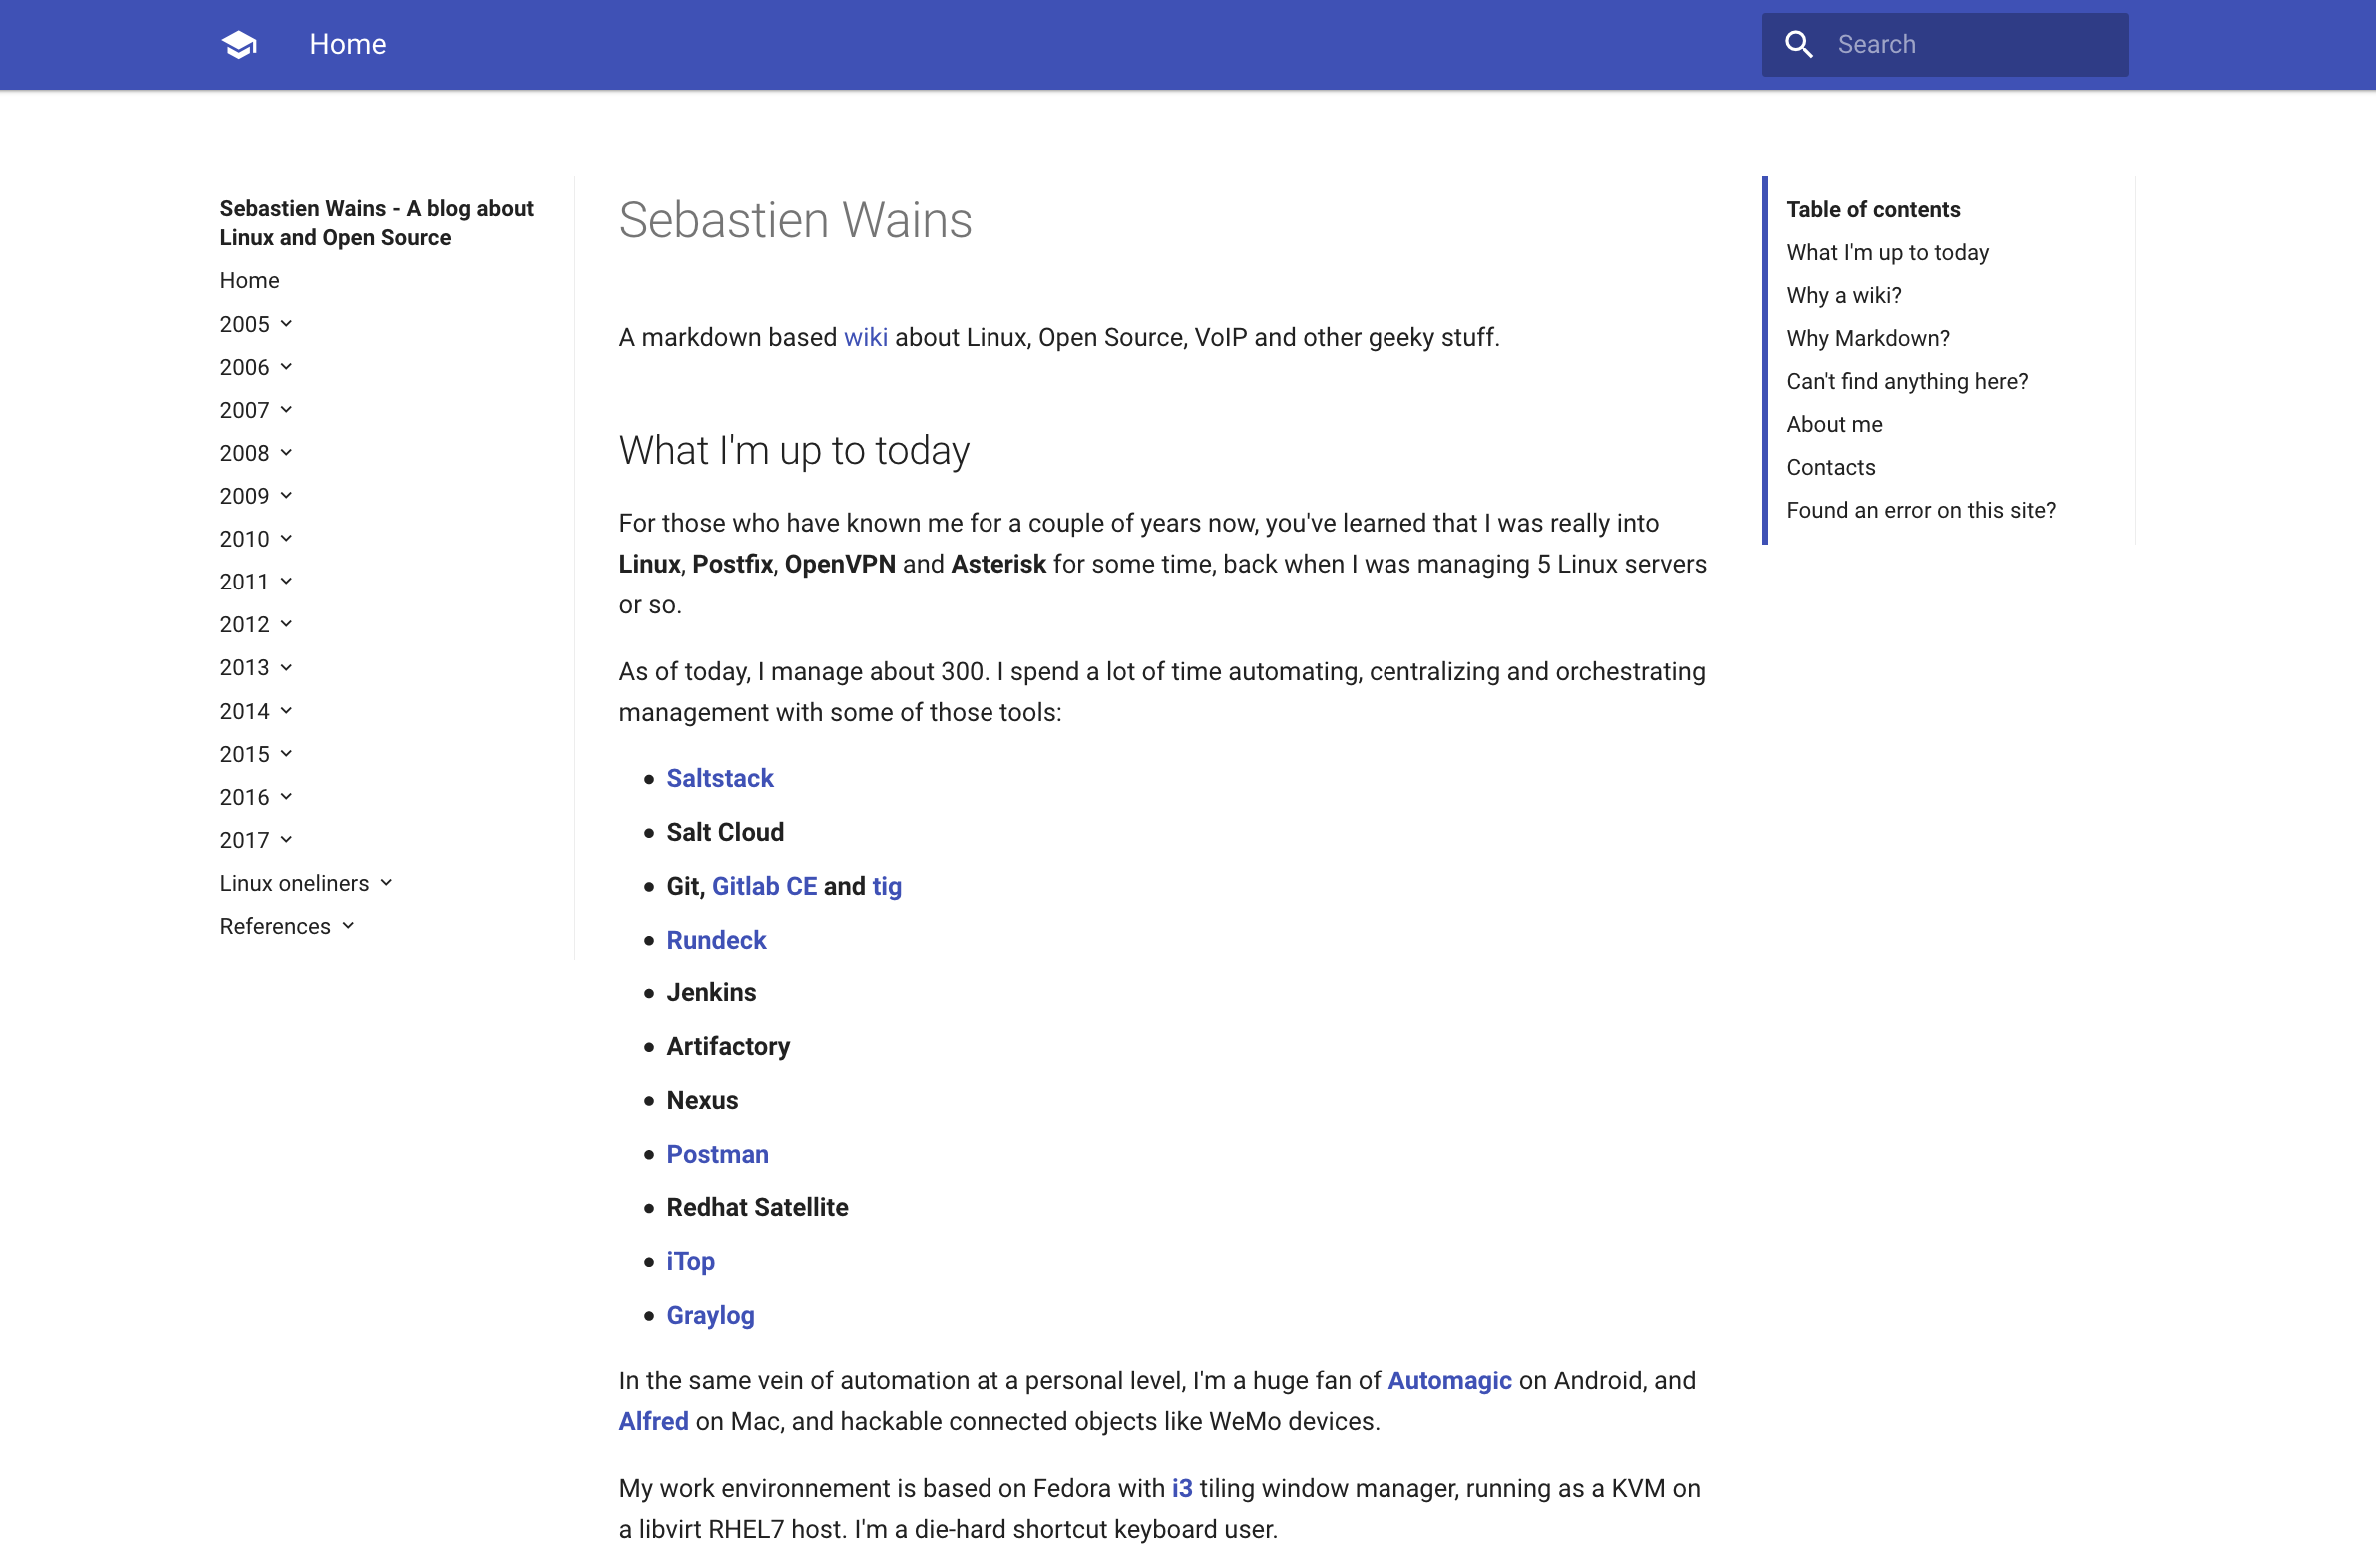 Home
Search
Sebastien Wains - A blog about
Linux and Open Source
Home
2005
2006
2007
2008
2009
2010
2011
2012
2013
2014
2015
2016
2017
Linux oneliners
References
Sebastien Wains
A markdown based wiki about Linux, Open Source, VoIP and other geeky stuff.
What I'm up to today
For those who have known me for a couple of years now, you've learned that I was really into
Linux, Postfix, OpenVPN and Asterisk for some time, back when I was managing 5 Linux servers
or so.
As of today, I manage about 300. I spend a lot of time automating, centralizing and orchestrating
management with some of those tools:
• Saltstack
• Salt Cloud
• Git, Gitlab CE and tig
• Rundeck
• Jenkins
• Artifactory
• Nexus
• Postman
• Redhat Satellite
• iTop
• Graylog
In the same vein of automation at a personal level, I'm a huge fan of Automagic on Android, and
Alfred on Mac, and hackable connected objects like WeMo devices.
My work environnement is based on Fedora with i3 tiling window manager, running as a KVM on
a libvirt RHEL7 host. I'm a die-hard shortcut keyboard user.
Table of contents
What I'm up to today
Why a wiki?
Why Markdown?
Can't find anything here?
About me
Contacts
Found an error on this site?